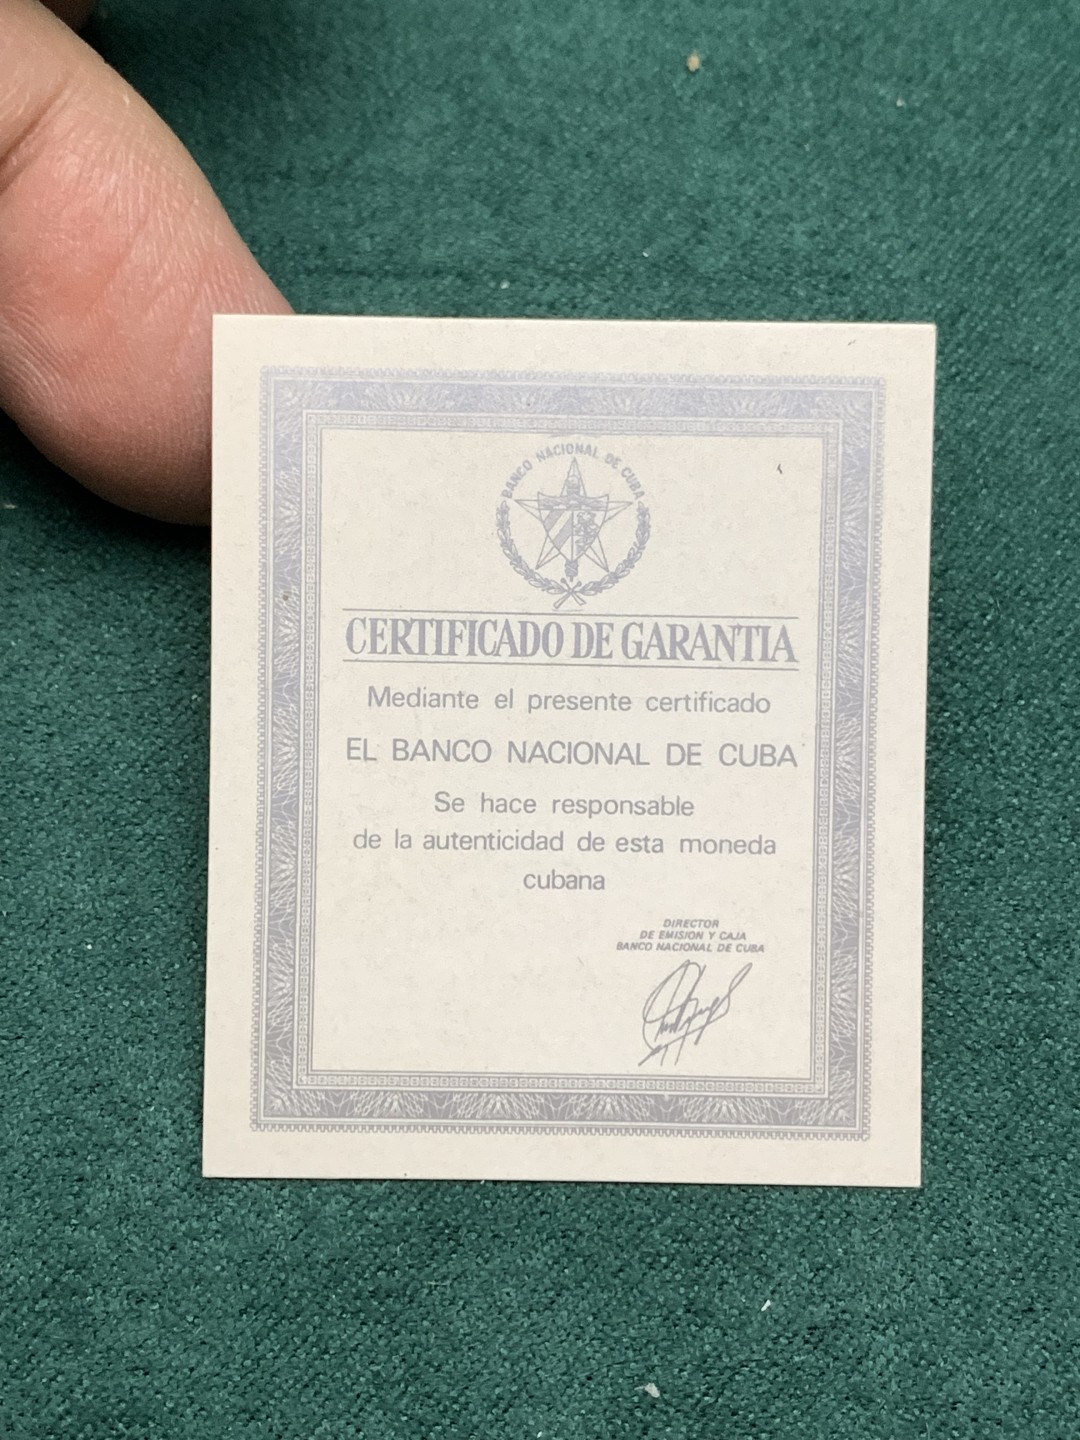 BANCO NACIONAL DE CUBA
CERTIFICADO DE GARANTIA
Mediante el presente certificado
EL BANCO NACIONAL DE CUBA
Se hace responsable
de la autenticidad de esta moneda
cubana
DIRECTOR
DE EMISION Y CAJA
BANCO NACIONAL DE CUBA